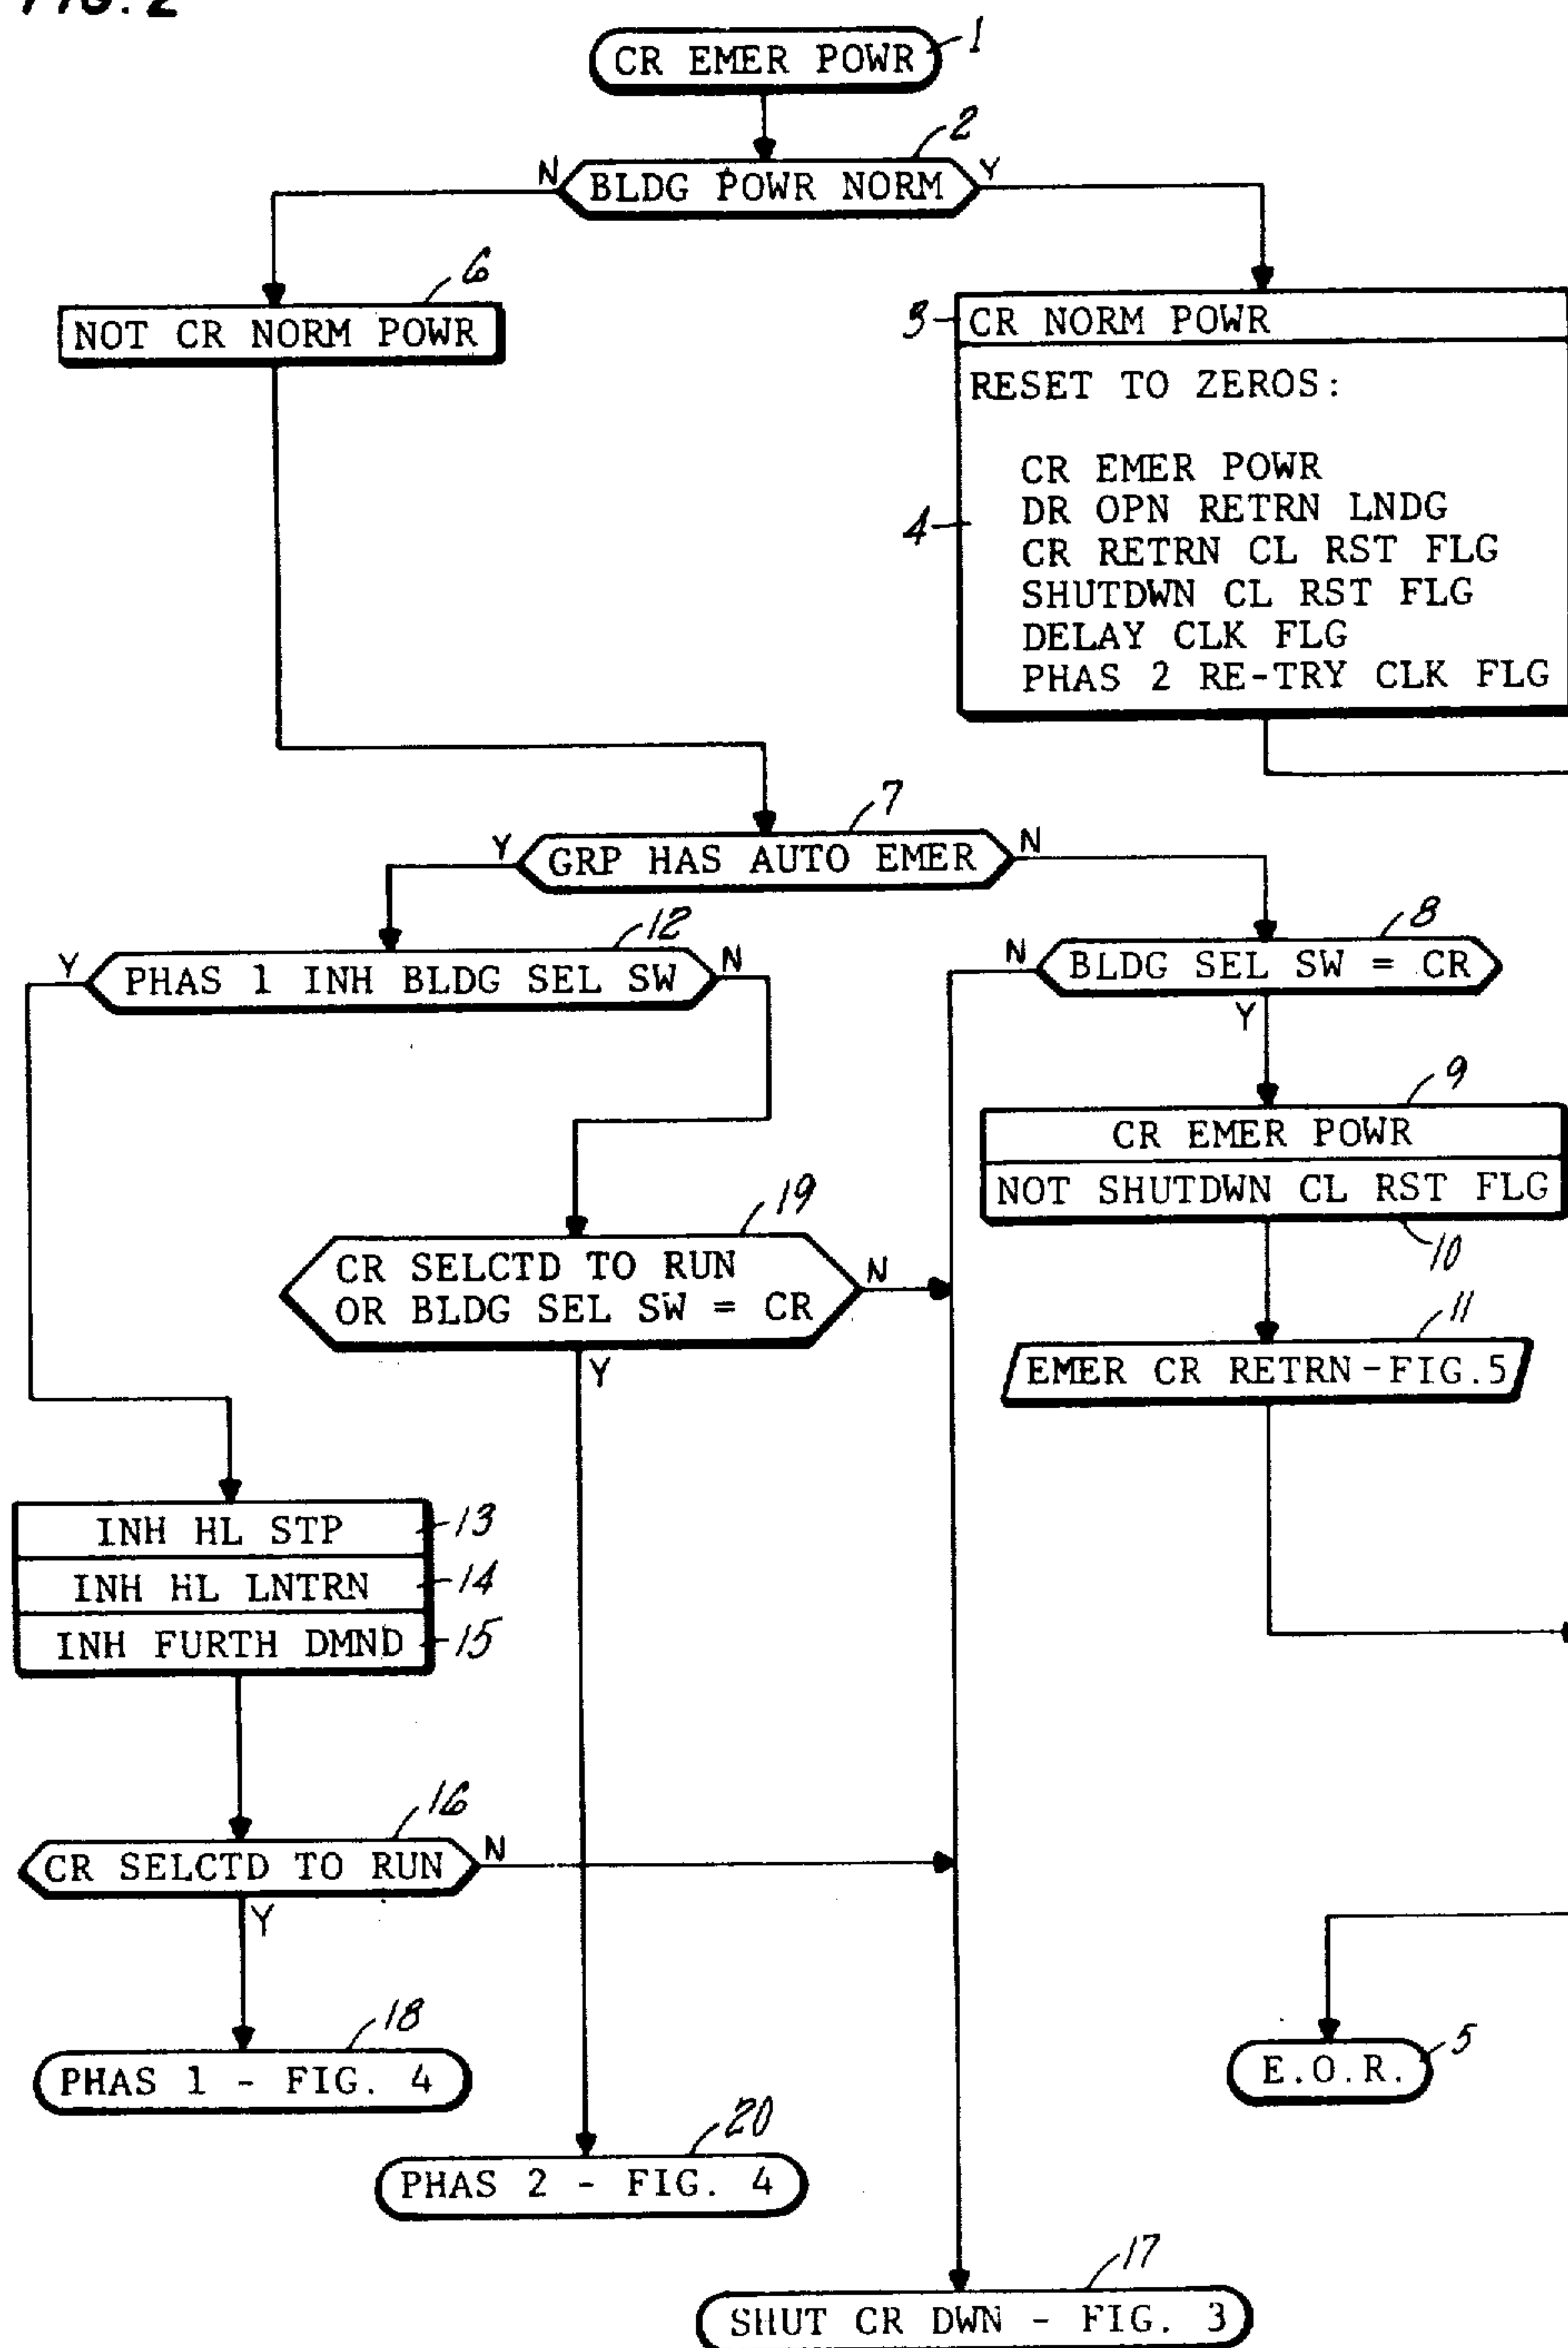 FIG. 2
CR EMER POWR
1
2
N
BLDG POWR NORM
Y
6
NOT CR NORM POWR
3
CR NORM POWR
RESET TO ZEROS:
4
CR EMER POWR
DR OPN RETRN LNDG
CR RETRN CL RST FLG
SHUTDWN CL RST FLG
DELAY CLK FLG
PHAS 2 RE-TRY CLK FLG
7
Y
GRP HAS AUTO EMER
N
12
Y
PHAS 1 INH BLDG SEL SW
N
8
N
BLDG SEL SW = CR
Y
9
CR EMER POWR
NOT SHUTDWN CL RST FLG
10
19
CR SELCTD TO RUN
OR BLDG SEL SW = CR
N
Y
11
EMER CR RETRN-FIG.5
INH HL STP
13
INH HL LNTRN
14
INH FURTH DMND
15
16
CR SELCTD TO RUN
N
Y
18
PHAS 1 - FIG. 4
5
E.O.R.
20
PHAS 2 - FIG. 4
17
SHUT CR DWN - FIG. 3